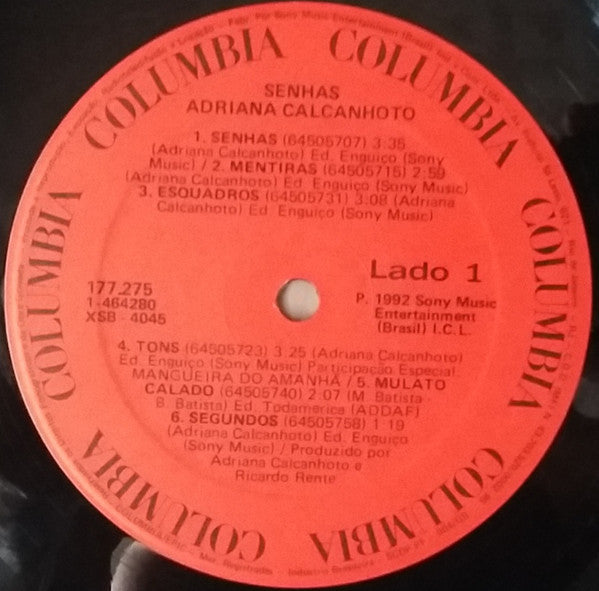 COLUMBIA
COLUMBIA
COLUMBIA
COLUMBIA
COLUMBIA
COLUMBIA
COLUMBIA
SENHAS
ADRIANA CALCANHOTO
1. SENHAS (64505707) 3:35
(Adriana Calcanhoto) Ed. Enguiço (Sony
Music) / 2. MENTIRAS (64505715) 2:59
(Adriana Calcanhoto) Ed. Enguiço (Sony Music)
3. ESQUADROS (64505731) 3:08 (Adriana
Calcanhoto) Ed. Enguiço (Sony Music)
177.275
1-464280
XSB - 4045
Lado 1
P. 1992 Sony Music
Entertainment
(Brasil) I.C.L.
4. TONS (64505723) 3:25 (Adriana Calcanhoto)
Ed. Enguiço (Sony Music) Participação Especial:
MANGUEIRA DO AMANHÃ / 5. MULATO
CALADO (64505740) 2:07 (M. Batista -
B. Batista) Ed. Todamerica (ADDAF)
6. SEGUNDOS (64505758) 1:19
(Adriana Calcanhoto) Ed. Enguiço
(Sony Music) / Produzido por
Adriana Calcanhoto e
Ricardo Rente